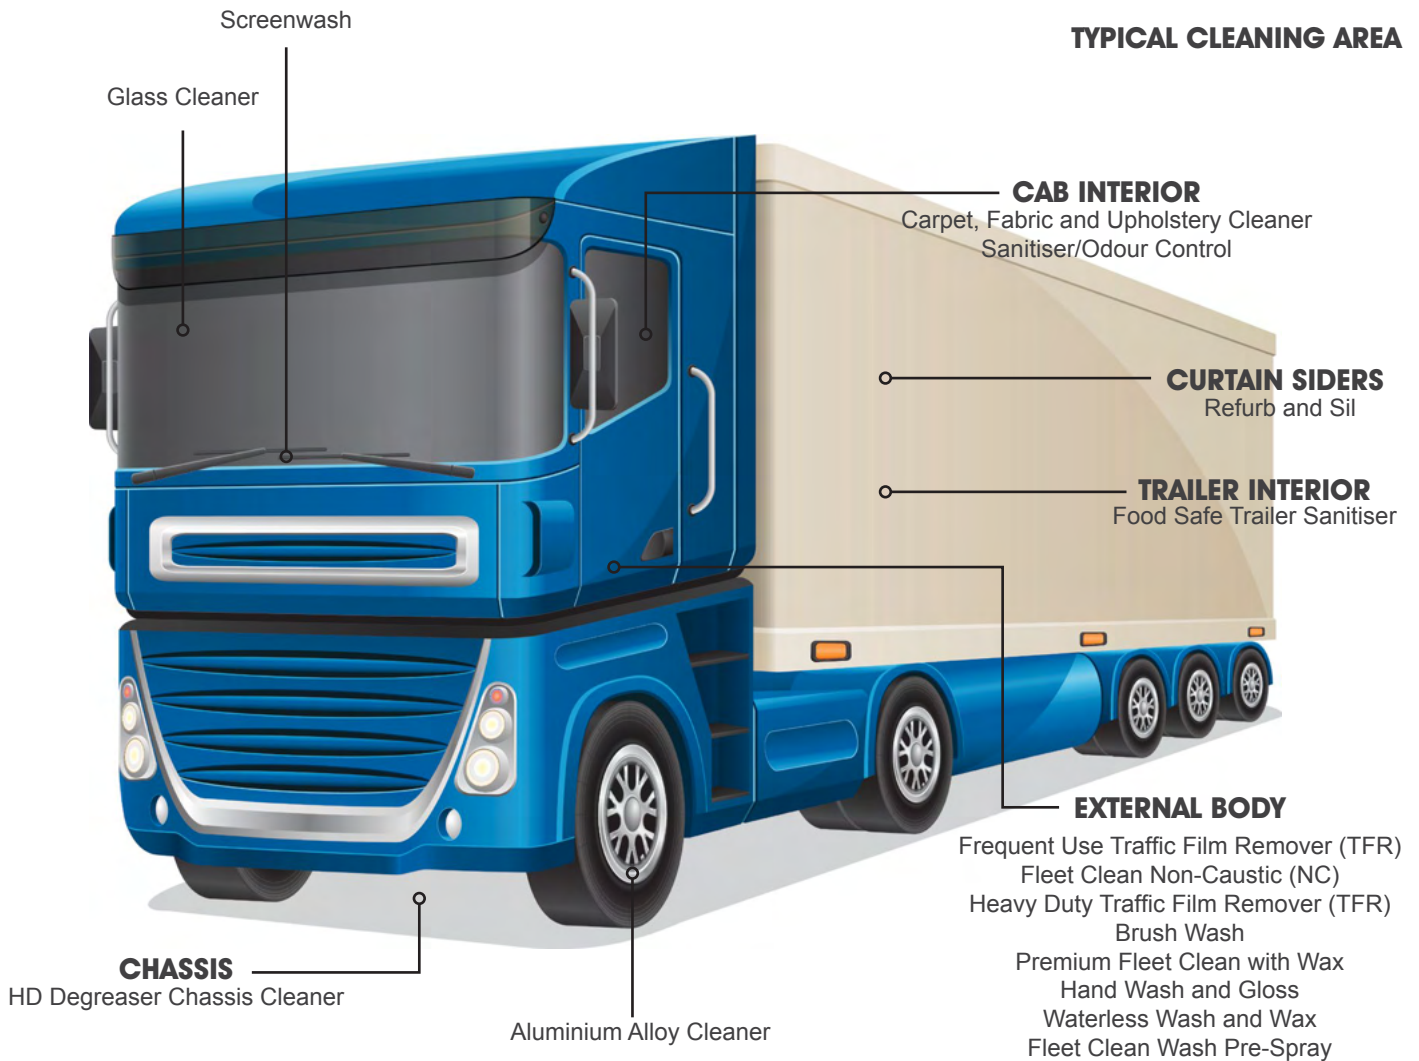 Screenwash
TYPICAL CLEANING AREA
Glass Cleaner
CAB INTERIOR
Carpet, Fabric and Upholstery Cleaner
Sanitiser/Odour Control
CURTAIN SIDERS
Refurb and Sil
TRAILER INTERIOR
Food Safe Trailer Sanitiser
EXTERNAL BODY
Frequent Use Traffic Film Remover (TFR)
Fleet Clean Non-Caustic (NC)
Heavy Duty Traffic Film Remover (TFR)
Brush Wash
Premium Fleet Clean with Wax
Hand Wash and Gloss
Waterless Wash and Wax
Fleet Clean Wash Pre-Spray
CHASSIS
HD Degreaser Chassis Cleaner
Aluminium Alloy Cleaner